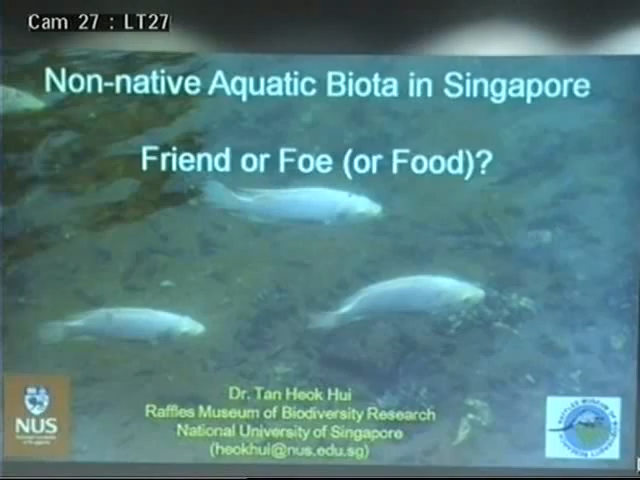 Cam 27 : LT27
Non-native Aquatic Biota in Singapore
Friend or Foe (or Food)?
Dr. Tan Heok Hui
Raffles Museum of Biodiversity Research
National University of Singapore
(heokhui@nus.edu.sg)
NUS